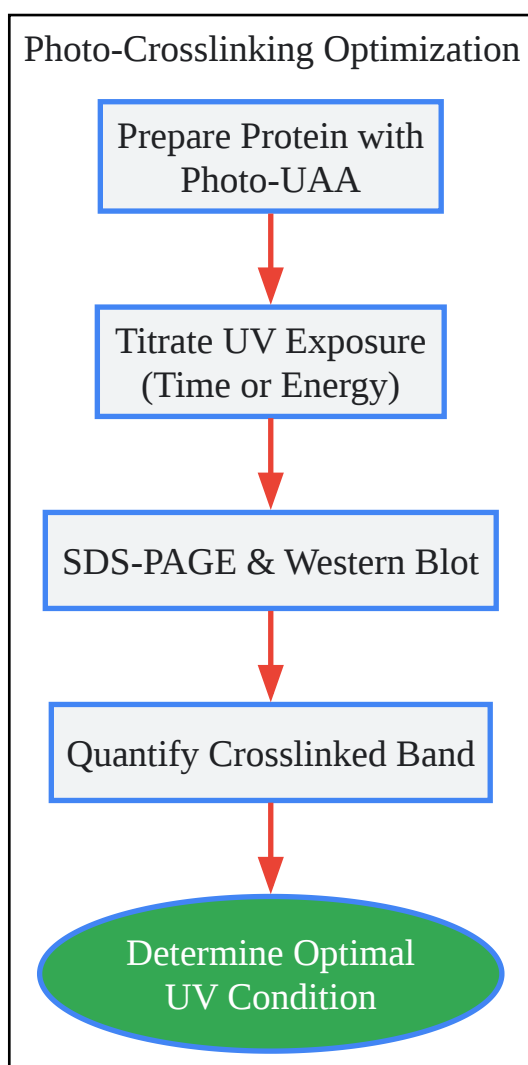 Photo-Crosslinking Optimization
Prepare Protein with
Photo-UAA
Titrate UV Exposure
(Time or Energy)
SDS-PAGE & Western Blot
Quantify Crosslinked Band
Determine Optimal
UV Condition